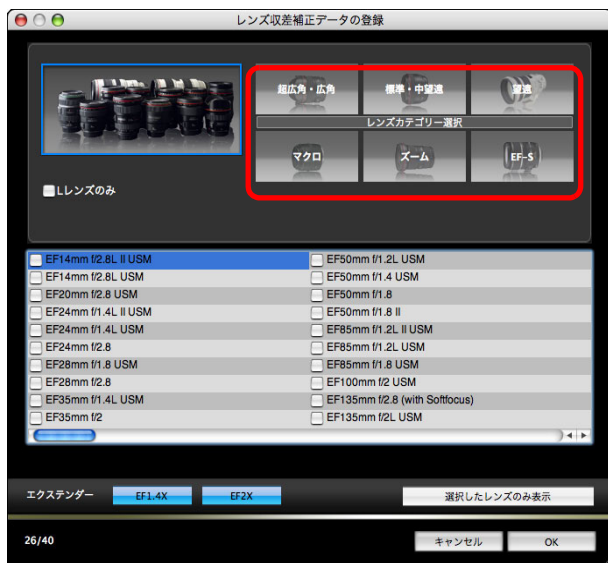 レンズ収差補正データの登録
超広角・広角
標準・中望遠
望遠
レンズカテゴリー選択
マクロ
ズーム
EF-S
Lレンズのみ
EF14mm f/2.8L II USM
EF14mm f/2.8L USM
EF20mm f/2.8 USM
EF24mm f/1.4L II USM
EF24mm f/1.4L USM
EF24mm f/2.8
EF28mm f/1.8 USM
EF28mm f/2.8
EF35mm f/1.4L USM
EF35mm f/2
EF50mm f/1.2L USM
EF50mm f/1.4 USM
EF50mm f/1.8
EF50mm f/1.8 II
EF85mm f/1.2L II USM
EF85mm f/1.2L USM
EF85mm f/1.8 USM
EF100mm f/2 USM
EF135mm f/2.8 (with Softfocus)
EF135mm f/2L USM
エクステンダー
EF1.4X
EF2X
選択したレンズのみ表示
26/40
キャンセル
OK